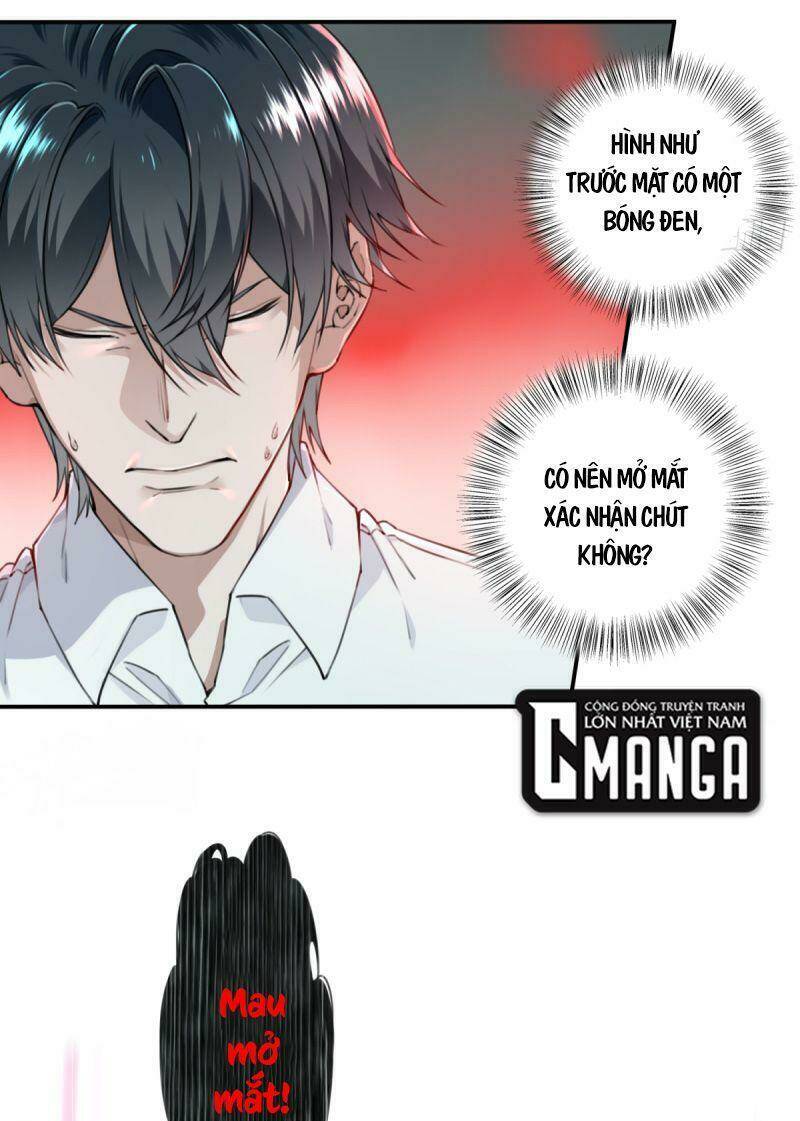 HÌNH NHƯ
TRƯỚC MẶT CÓ MỘT
BÓNG ĐEN,
CÓ NÊN MỞ MẮT
XÁC NHẬN CHÚT
KHÔNG?
CỘNG ĐỒNG TRUYỆN TRANH
LỚN NHẤT VIỆT NAM
CMANGA
Mau
mở
mắt!